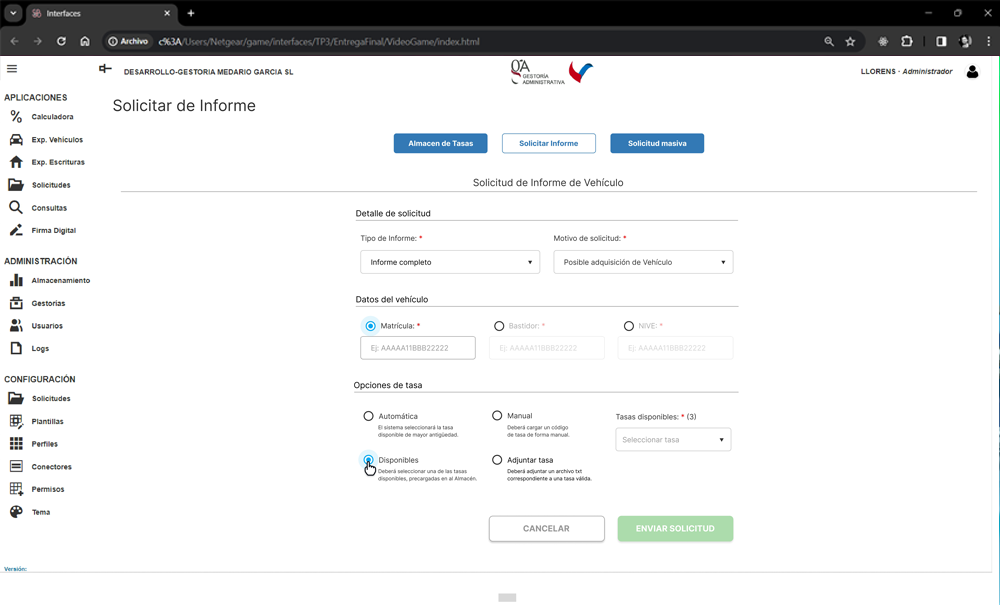 Interfaces
Archivo
c%3A/Users/Netgear/game/interfaces/TP3/EntregaFinal/VideoGame/index.html
DESARROLLO-GESTORIA MEDARIO GARCIA SL
GA
GESTORÍA
ADMINISTRATIVA
LLORENS - Administrador
APLICACIONES
Calculadora
Exp. Vehículos
Exp. Escrituras
Solicitudes
Consultas
Firma Digital
ADMINISTRACIÓN
Almacenamiento
Gestorías
Usuarios
Logs
CONFIGURACIÓN
Solicitudes
Plantillas
Perfiles
Conectores
Permisos
Tema
Versión:
Solicitar de Informe
Almacen de Tasas
Solicitar Informe
Solicitud masiva
Solicitud de Informe de Vehículo
Detalle de solicitud
Tipo de Informe: *
Motivo de solicitud: *
Informe completo
Posible adquisición de Vehículo
Datos del vehículo
Matrícula: *
Bastidor: *
NIVE: *
Ej: AAAAA11BBB22222
Ej: AAAAA11BBB22222
Ej: AAAAA11BBB22222
Opciones de tasa
Automática
El sistema seleccionará la tasa
disponible de mayor antigüedad.
Manual
Deberá cargar un código
de tasa de forma manual.
Tasas disponibles: * (3)
Seleccionar tasa
Disponibles
Deberá seleccionar una de las tasas
disponibles, precargadas en al Almacén.
Adjuntar tasa
Deberá adjuntar un archivo txt
correspondiente a una tasa válida.
CANCELAR
ENVIAR SOLICITUD